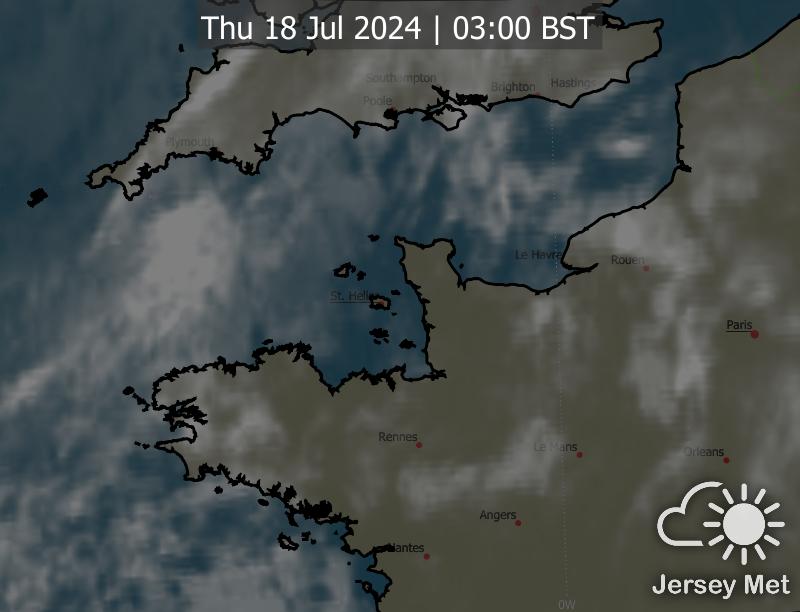 Thu 18 Jul 2024 | 03:00 BST
Southampton
Brighton
Hastings
Poole
Plymouth
Le Havre
Rouen
St. Helier
Paris
Rennes
Le Mans
Orleans
Angers
Nantes
Jersey Met
0W